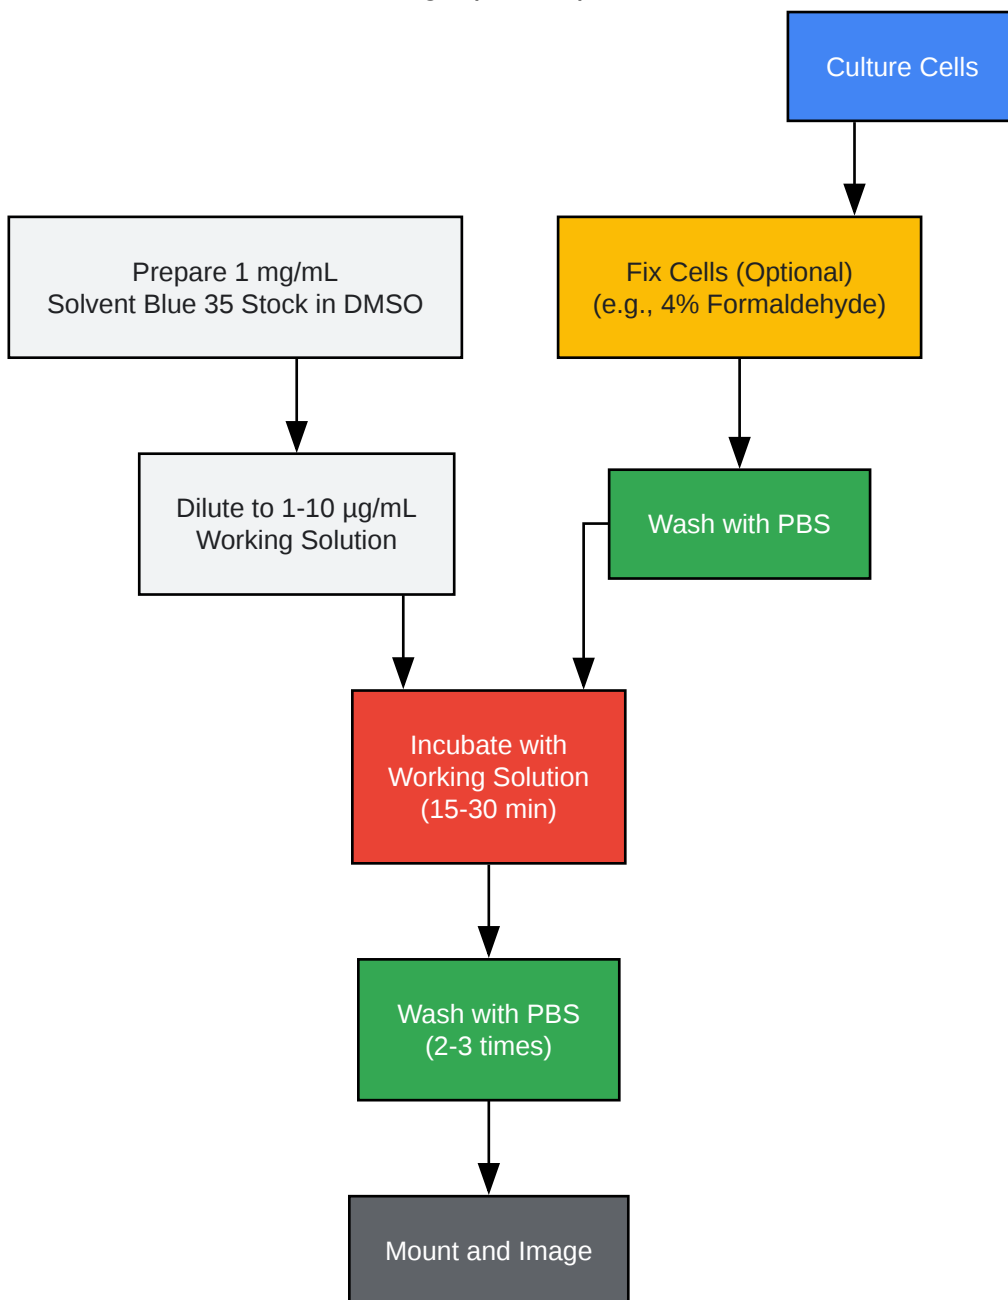 Culture Cells
Prepare 1 mg/mL
Solvent Blue 35 Stock in DMSO
Fix Cells (Optional)
(e.g., 4% Formaldehyde)
Dilute to 1-10 µg/mL
Working Solution
Wash with PBS
Incubate with
Working Solution
(15-30 min)
Wash with PBS
(2-3 times)
Mount and Image